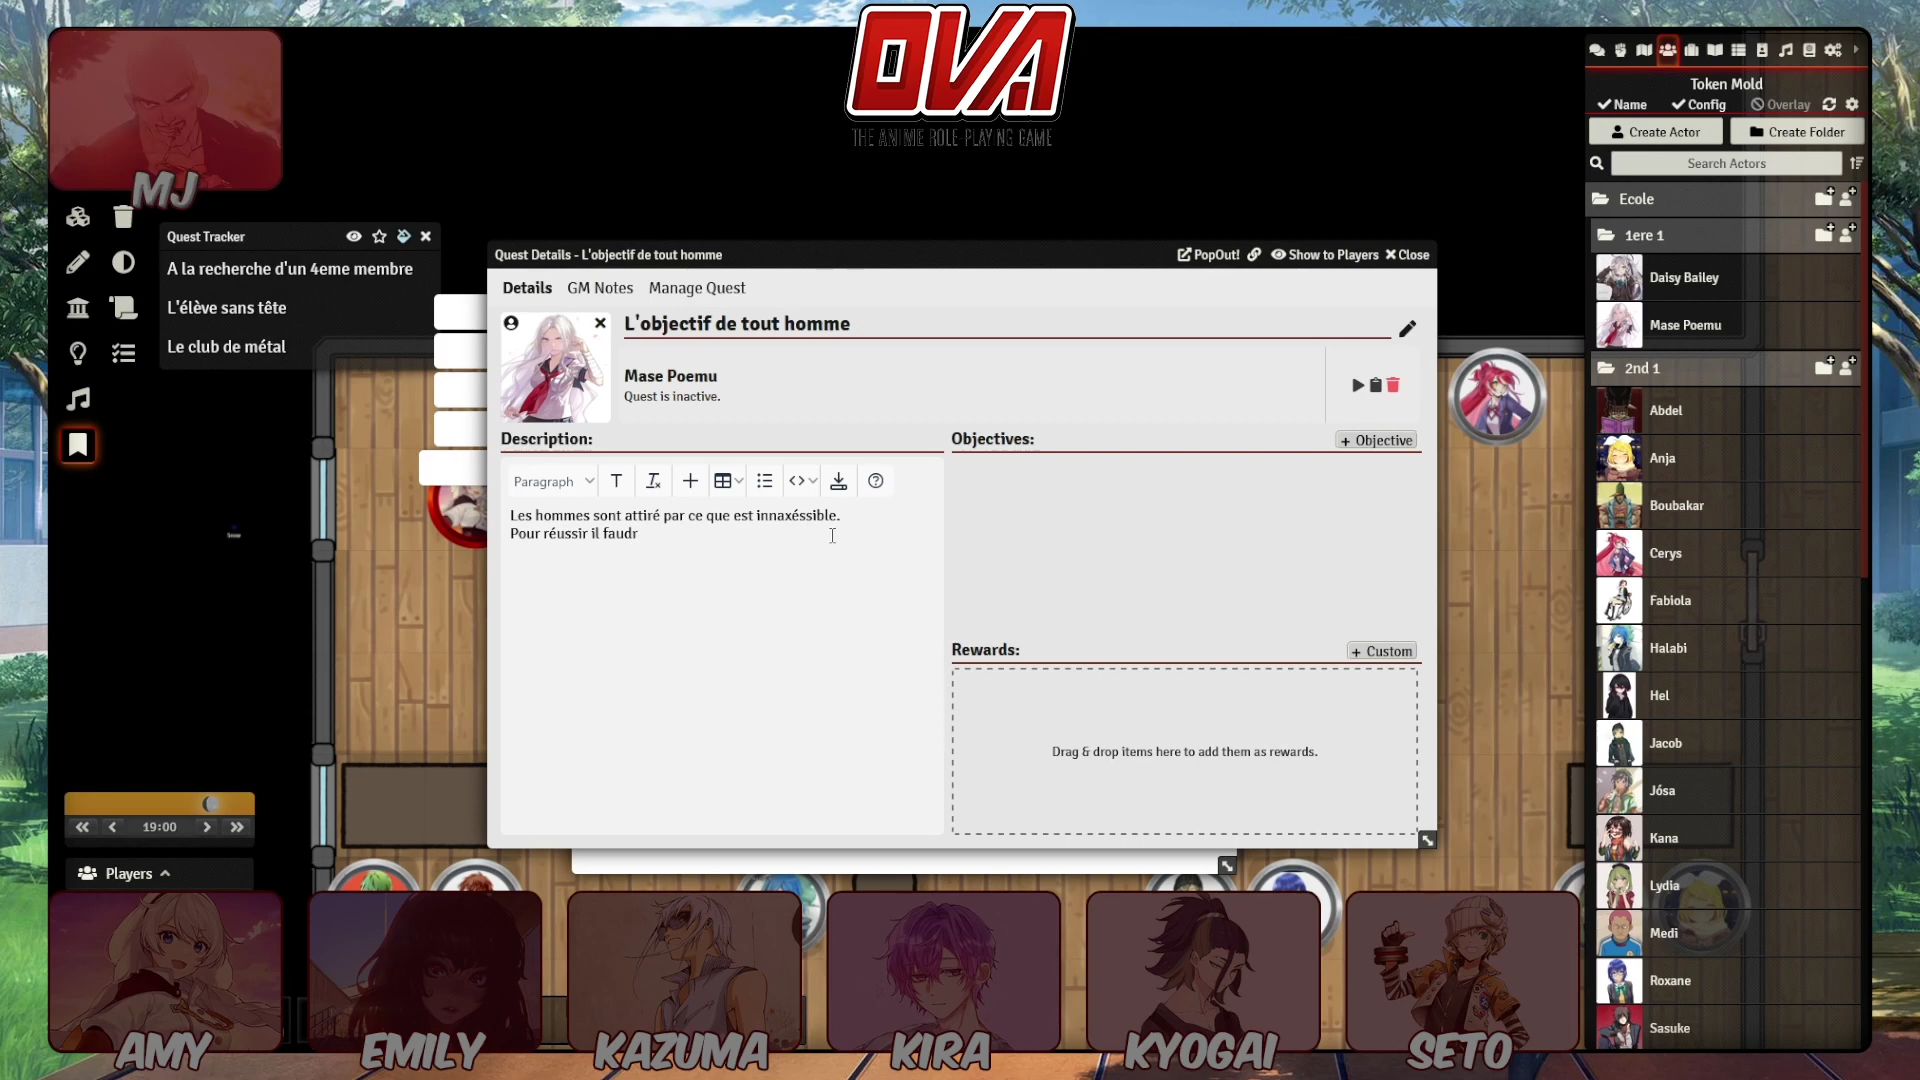 OVA
THE ANIME ROLE-PLAYING GAME
MJ
Quest Tracker
A la recherche d'un 4eme membre
L'élève sans tête
Le club de métal
Quest Details - L'objectif de tout homme
PopOut!
Show to Players
Close
Details
GM Notes
Manage Quest
L'objectif de tout homme
Mase Poemu
Quest is inactive.
Description:
Paragraph
Les hommes sont attiré par ce que est innaxéssible.
Pour réussir il faudr
Objectives:
+ Objective
Rewards:
+ Custom
Drag & drop items here to add them as rewards.
19:00
Players
AMY
EMILY
KAZUMA
KIRA
KYOGAI
SETO
Token Mold
Name
Config
Overlay
Create Actor
Create Folder
Search Actors
Ecole
1ere 1
Daisy Bailey
Mase Poemu
2nd 1
Abdel
Anja
Boubakar
Cerys
Fabiola
Halabi
Hel
Jacob
Jósa
Kana
Lydia
Medi
Roxane
Sasuke